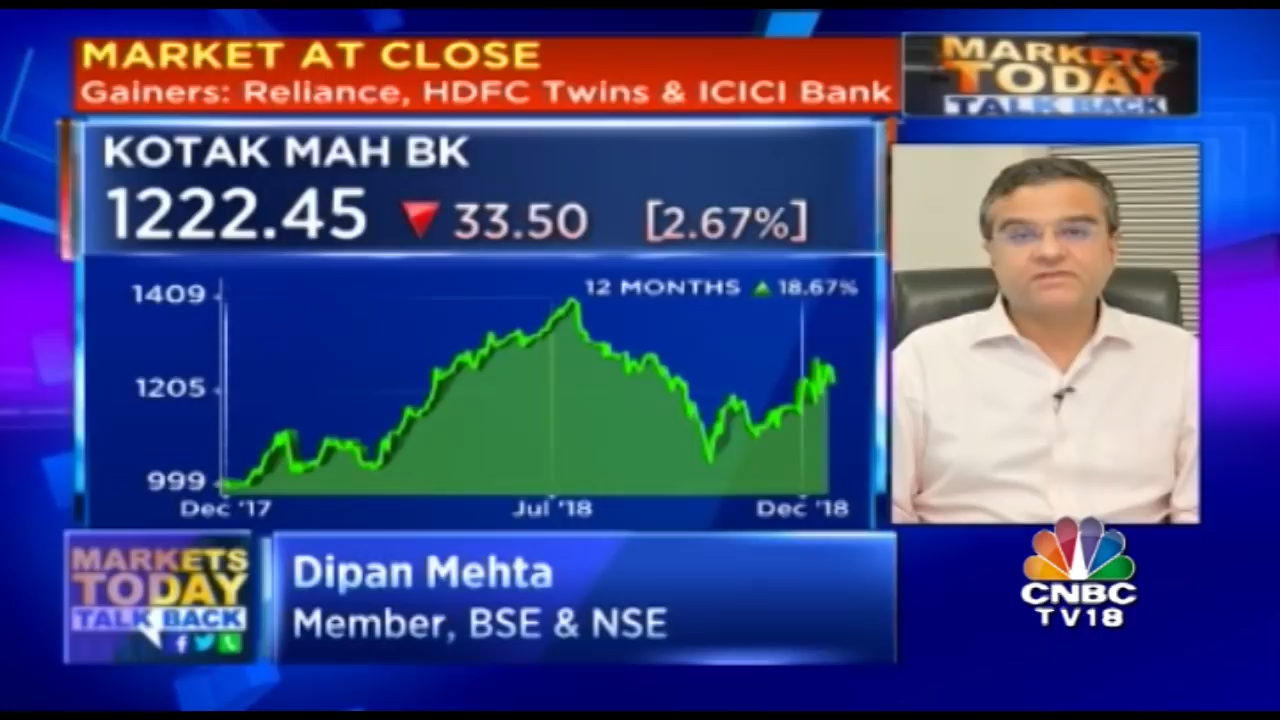 MARKET AT CLOSE
Gainers: Reliance, HDFC Twins & ICICI Bank
MARKETS
TODAY
TALK BACK
KOTAK MAH BK
1222.45 ▼ 33.50 [2.67%]
12 MONTHS ▲ 18.67%
1409
1205
999
Dec '17 Jul '18 Dec '18
MARKETS
TODAY
TALK BACK
Dipan Mehta
Member, BSE & NSE
CNBC
TV18